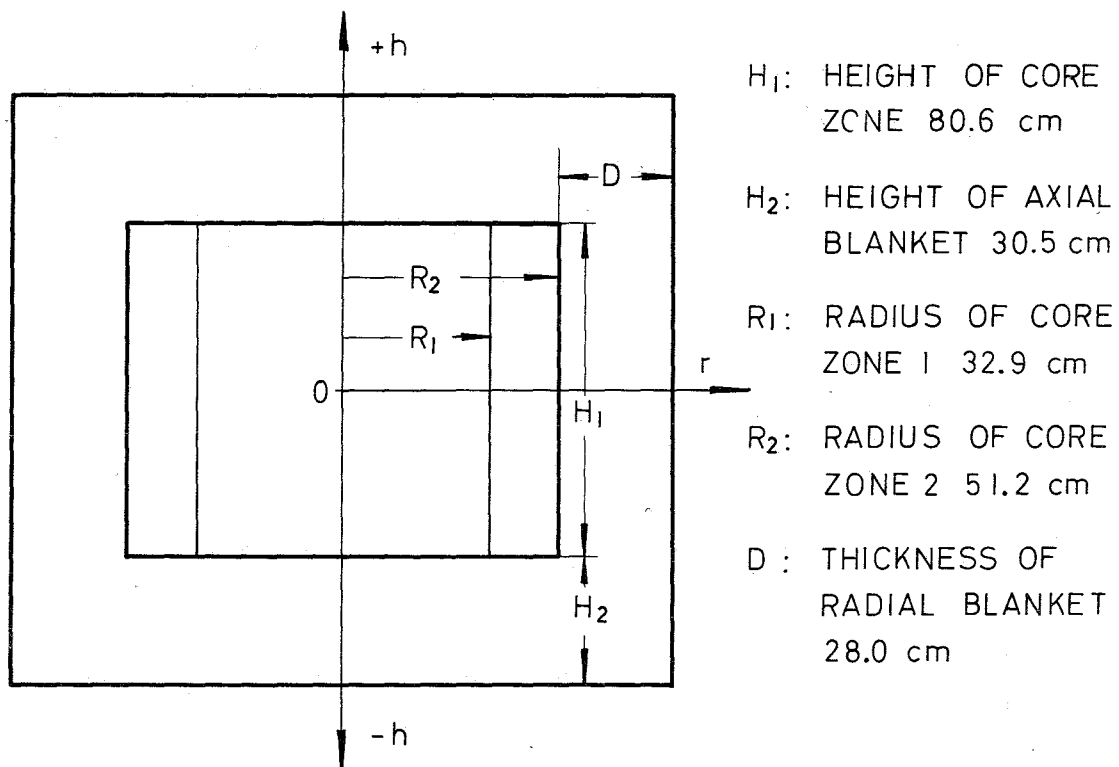 +h
D
R₂
R₁
r
0
H₁
H₂
-h
H₁: HEIGHT OF CORE
ZONE 80.6 cm
H₂: HEIGHT OF AXIAL
BLANKET 30.5 cm
R₁: RADIUS OF CORE
ZONE 1 32.9 cm
R₂: RADIUS OF CORE
ZONE 2 51.2 cm
D: THICKNESS OF
RADIAL BLANKET
28.0 cm